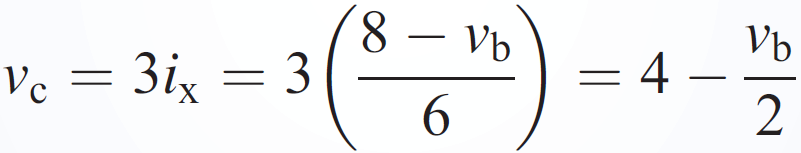 v_c = 3i_x = 3((8 − v_b)/6) = 4 − v_b/2